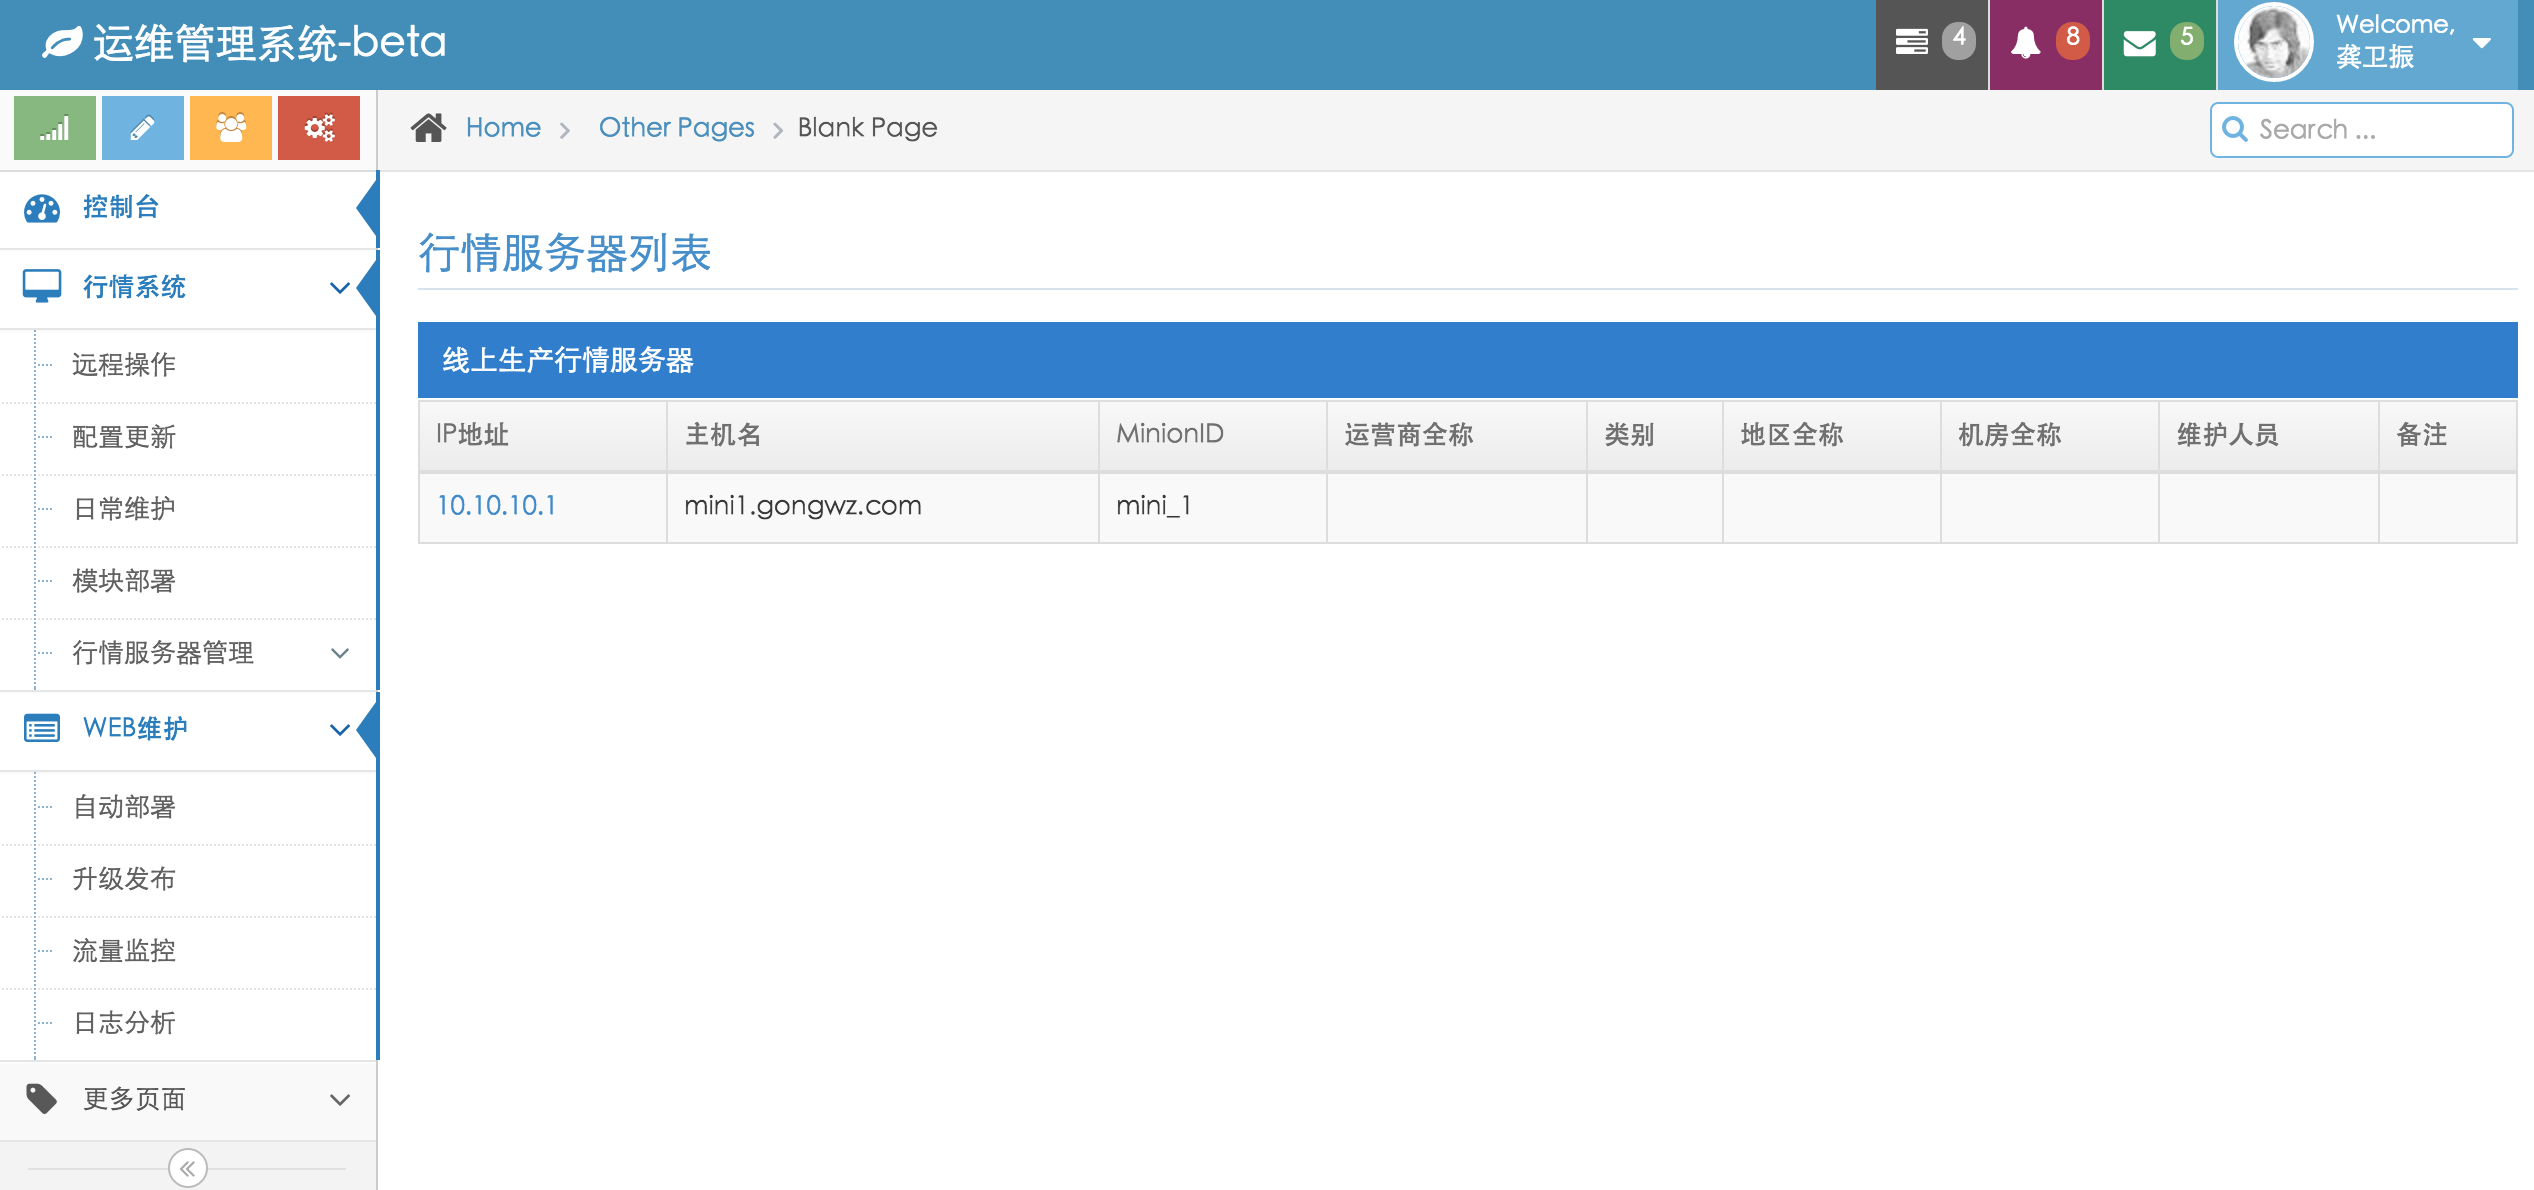 运维管理系统-beta
4
8
5
Welcome,
龚卫振
Home
Other Pages
Blank Page
Search ...
控制台
行情系统
远程操作
配置更新
日常维护
模块部署
行情服务器管理
WEB维护
自动部署
升级发布
流量监控
日志分析
更多页面
行情服务器列表
线上生产行情服务器
IP地址 主机名 MinionID 运营商全称 类别 地区全称 机房全称 维护人员 备注
10.10.10.1 mini1.gongwz.com mini_1